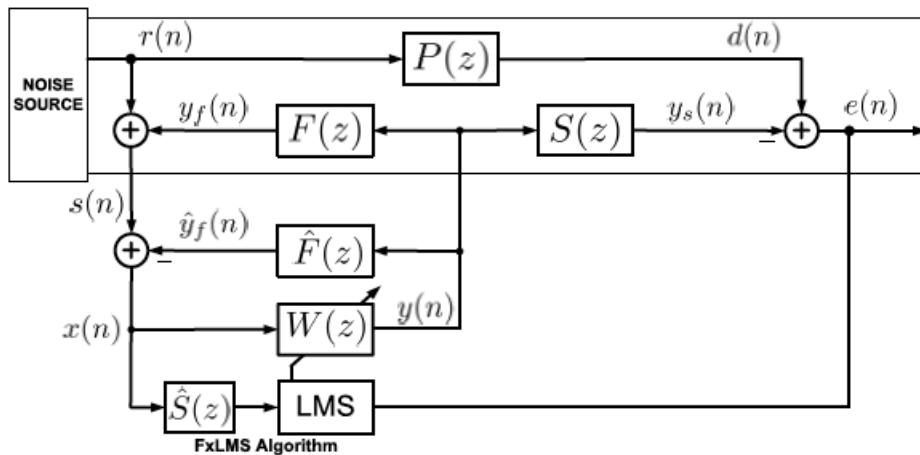 r(n)
d(n)
P(z)
NOISE
SOURCE
y_f(n)
F(z)
S(z)
y_s(n)
e(n)
+
+
−
s(n)
ŷ_f(n)
F̂(z)
+
−
x(n)
W(z)
y(n)
Ŝ(z)
LMS
FxLMS Algorithm